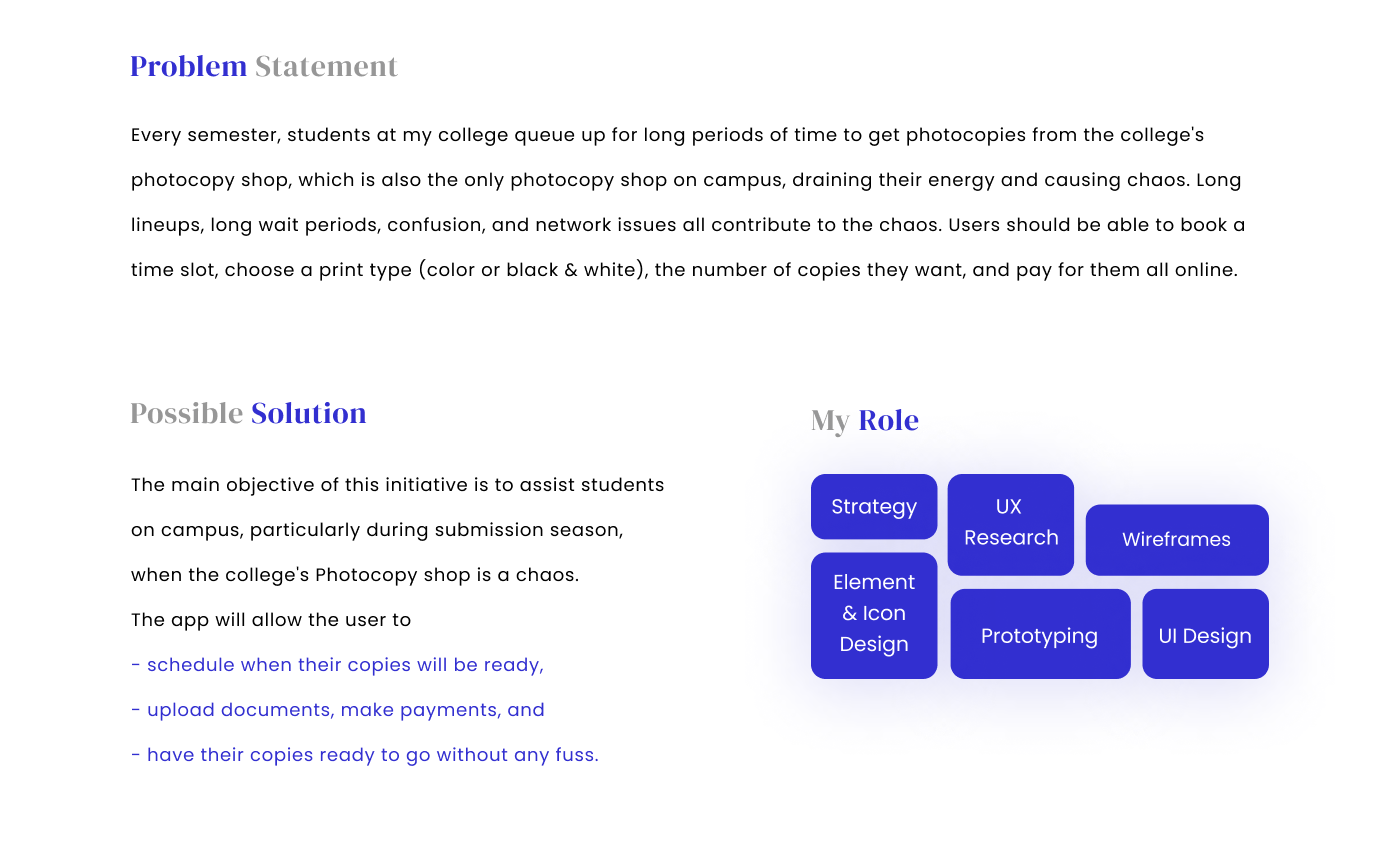 Problem Statement
Every semester, students at my college queue up for long periods of time to get photocopies from the college's
photocopy shop, which is also the only photocopy shop on campus, draining their energy and causing chaos. Long
lineups, long wait periods, confusion, and network issues all contribute to the chaos. Users should be able to book a
time slot, choose a print type (color or black & white), the number of copies they want, and pay for them all online.
Possible Solution
The main objective of this initiative is to assist students
on campus, particularly during submission season,
when the college's Photocopy shop is a chaos.
The app will allow the user to
- schedule when their copies will be ready,
- upload documents, make payments, and
- have their copies ready to go without any fuss.
My Role
Strategy
UX
Research
Wireframes
Element
& Icon
Design
Prototyping
UI Design